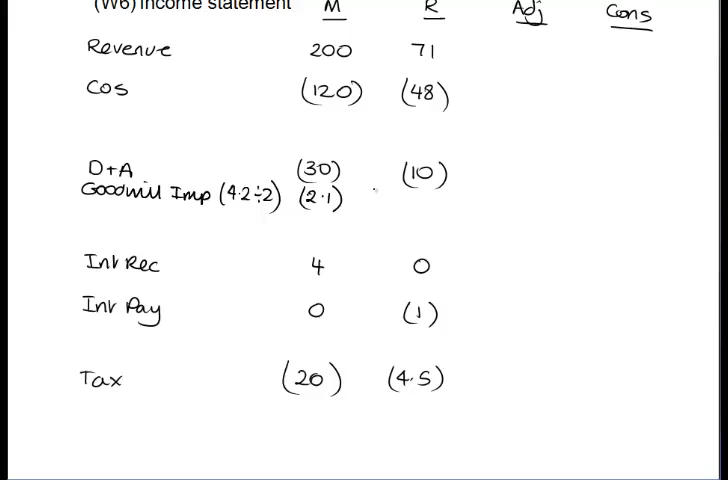 (W6) Income statement M R Adj Cons
Revenue 200 71
COS (120) (48)
D+A (30) (10)
Goodwill Imp (4.2÷2) (2.1)
Int Rec 4 0
Int Pay 0 (1)
Tax (20) (4.5)